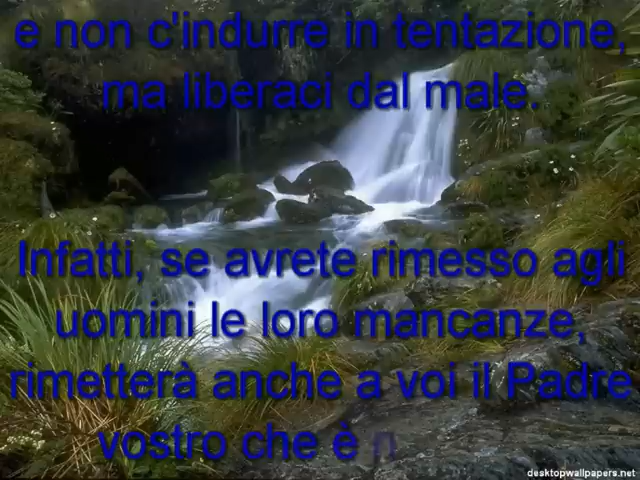 e non c'indurre in tentazione,
ma liberaci dal male.
Infatti, se avrete rimesso agli
uomini le loro mancanze,
rimetterà anche a voi il Padre
vostro che è n
desktopwallpapers.net